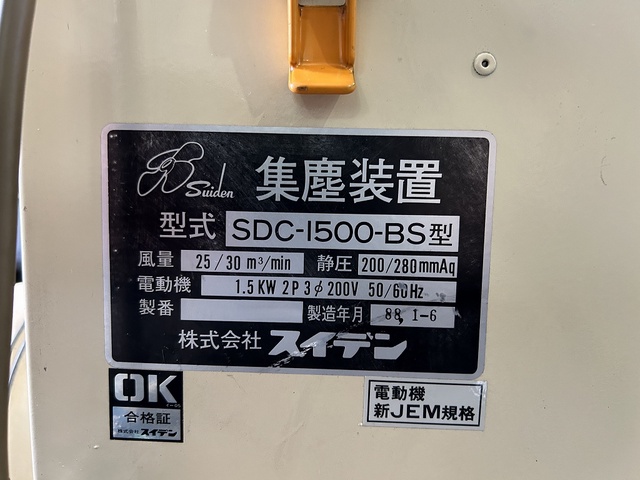 Suiden 集塵装置
型式 SDC-1500-BS型
風量 25/30 m³/min 静圧 200/280mmAq
電動機 1.5KW 2P 3φ 200V 50/60Hz
製番 製造年月 88, 1-6
株式会社 スイデン
OK
合格証
株式会社 スイデン
電動機
新JEM規格